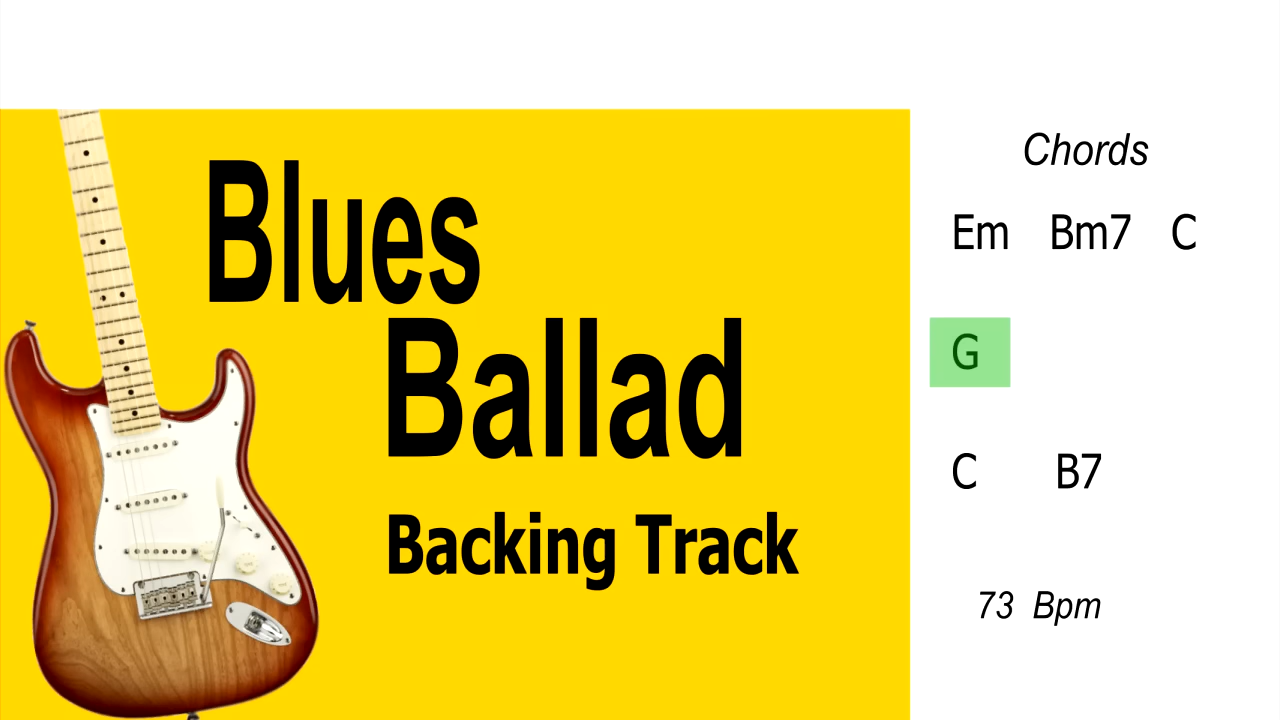 Blues
Ballad
Backing Track
Chords
Em Bm7 C
G
C B7
73 Bpm